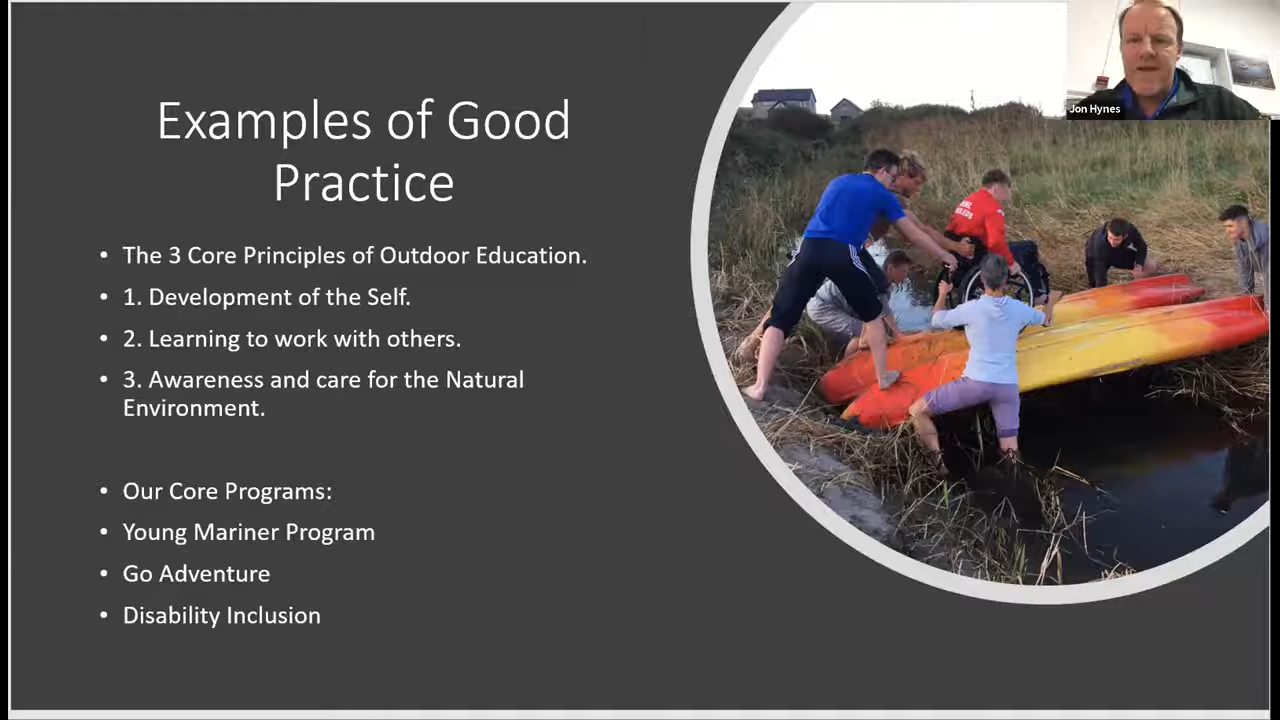 Jon Hynes
Examples of Good
Practice
• The 3 Core Principles of Outdoor Education.
• 1. Development of the Self.
• 2. Learning to work with others.
• 3. Awareness and care for the Natural
Environment.
• Our Core Programs:
• Young Mariner Program
• Go Adventure
• Disability Inclusion